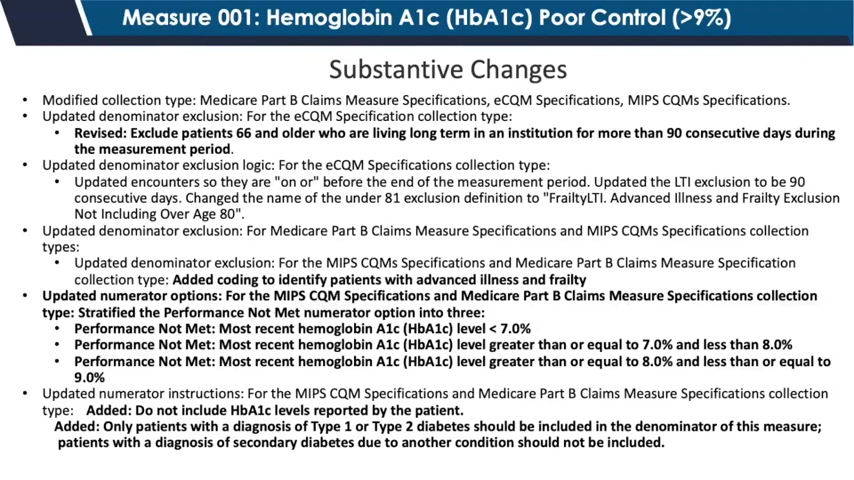 Measure 001: Hemoglobin A1c (HbA1c) Poor Control (>9%)
Substantive Changes
• Modified collection type: Medicare Part B Claims Measure Specifications, eCQM Specifications, MIPS CQMs Specifications.
• Updated denominator exclusion: For the eCQM Specification collection type:
• Revised: Exclude patients 66 and older who are living long term in an institution for more than 90 consecutive days during
the measurement period.
• Updated denominator exclusion logic: For the eCQM Specifications collection type:
• Updated encounters so they are "on or" before the end of the measurement period. Updated the LTI exclusion to be 90
consecutive days. Changed the name of the under 81 exclusion definition to "FrailtyLTI. Advanced Illness and Frailty Exclusion
Not Including Over Age 80".
• Updated denominator exclusion: For Medicare Part B Claims Measure Specifications and MIPS CQMs Specifications collection
types:
• Updated denominator exclusion: For the MIPS CQMs Specifications and Medicare Part B Claims Measure Specification
collection type: Added coding to identify patients with advanced illness and frailty
• Updated numerator options: For the MIPS CQM Specifications and Medicare Part B Claims Measure Specifications collection
type: Stratified the Performance Not Met numerator option into three:
• Performance Not Met: Most recent hemoglobin A1c (HbA1c) level < 7.0%
• Performance Not Met: Most recent hemoglobin A1c (HbA1c) level greater than or equal to 7.0% and less than 8.0%
• Performance Not Met: Most recent hemoglobin A1c (HbA1c) level greater than or equal to 8.0% and less than or equal to
9.0%
• Updated numerator instructions: For the MIPS CQM Specifications and Medicare Part B Claims Measure Specifications collection
type: Added: Do not include HbA1c levels reported by the patient.
Added: Only patients with a diagnosis of Type 1 or Type 2 diabetes should be included in the denominator of this measure;
patients with a diagnosis of secondary diabetes due to another condition should not be included.